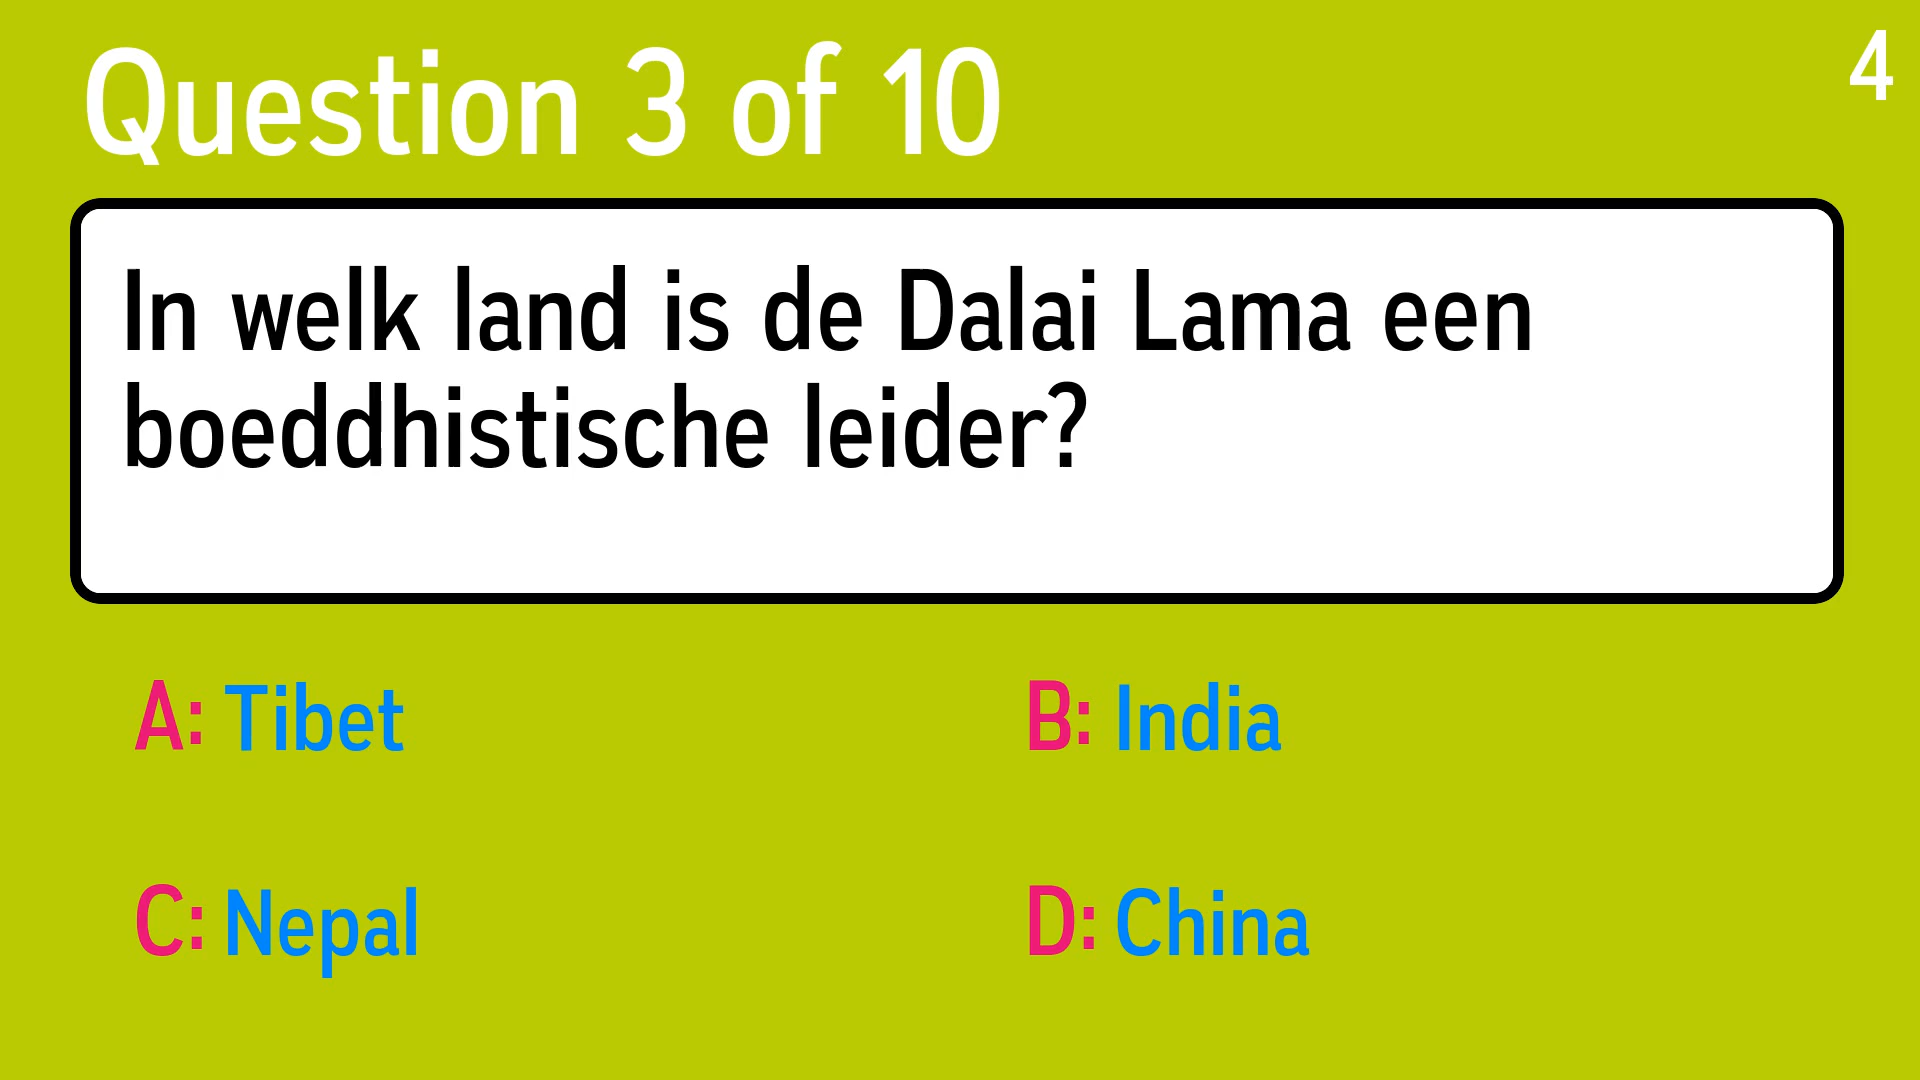 Question 3 of 10
4
In welk land is de Dalai Lama een
boeddhistische leider?
A: Tibet
B: India
C: Nepal
D: China